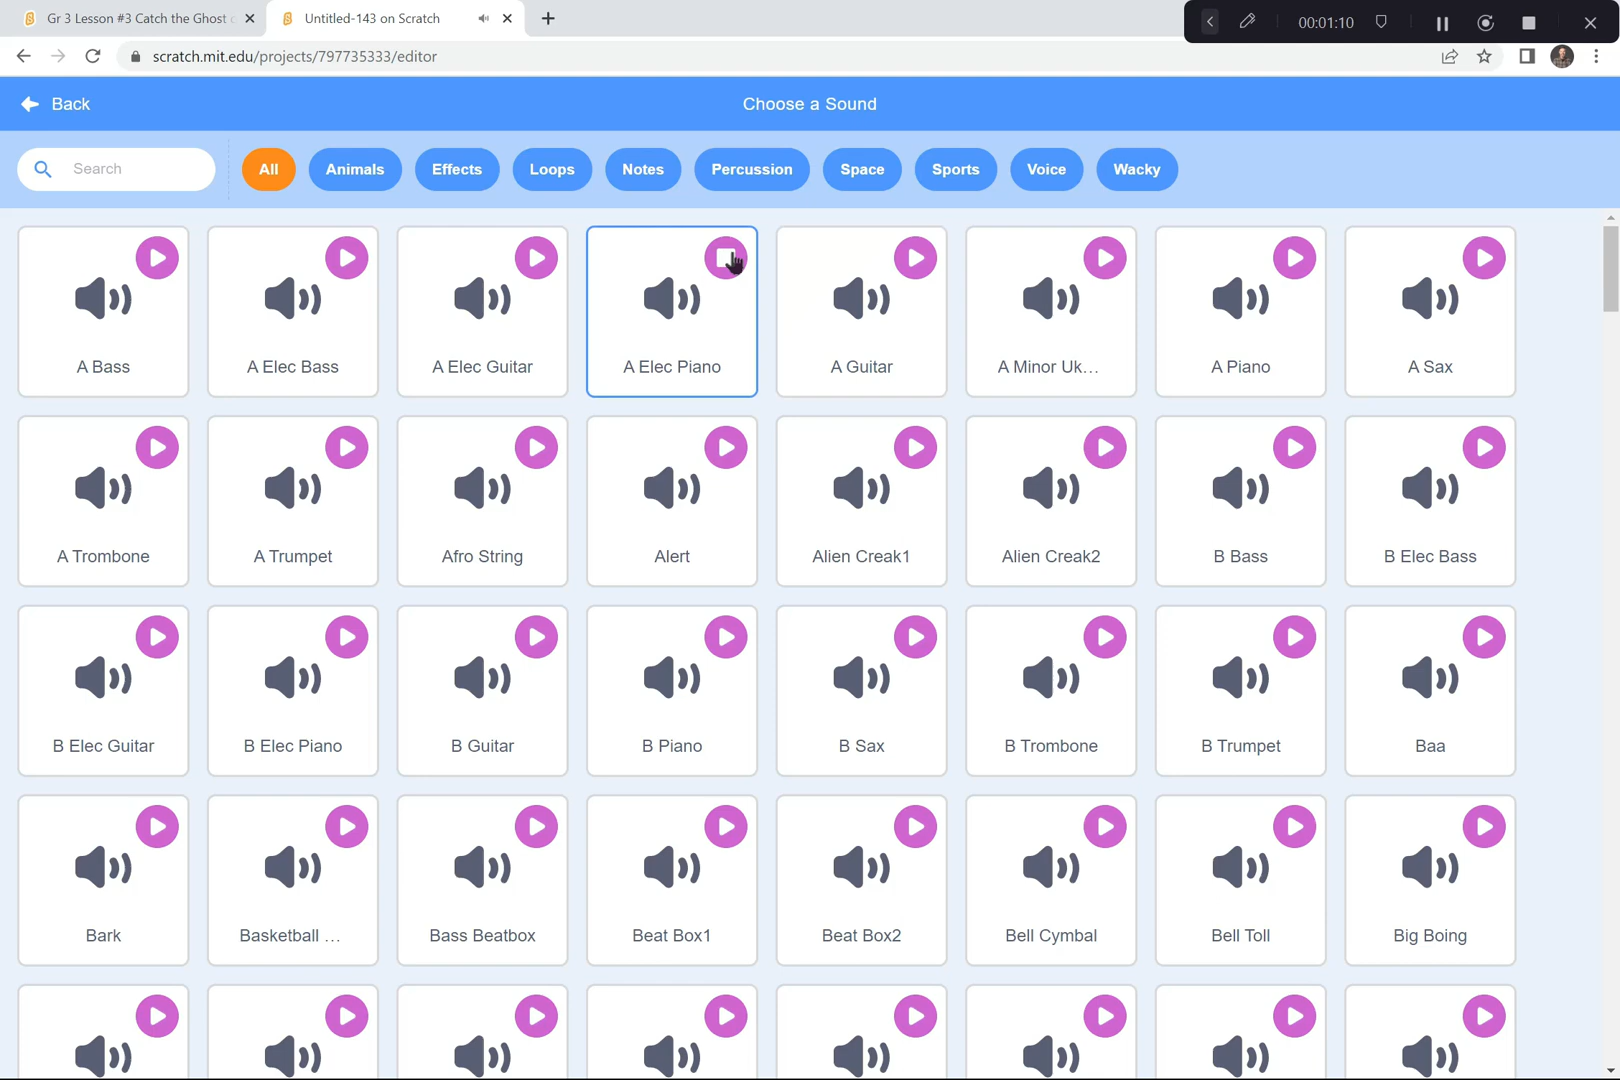 Gr 3 Lesson #3 Catch the Ghost
Untitled-143 on Scratch
00:01:10
scratch.mit.edu/projects/797735333/editor
Back
Choose a Sound
Search
All
Animals
Effects
Loops
Notes
Percussion
Space
Sports
Voice
Wacky
A Bass
A Elec Bass
A Elec Guitar
A Elec Piano
A Guitar
A Minor Uk...
A Piano
A Sax
A Trombone
A Trumpet
Afro String
Alert
Alien Creak1
Alien Creak2
B Bass
B Elec Bass
B Elec Guitar
B Elec Piano
B Guitar
B Piano
B Sax
B Trombone
B Trumpet
Baa
Bark
Basketball ...
Bass Beatbox
Beat Box1
Beat Box2
Bell Cymbal
Bell Toll
Big Boing